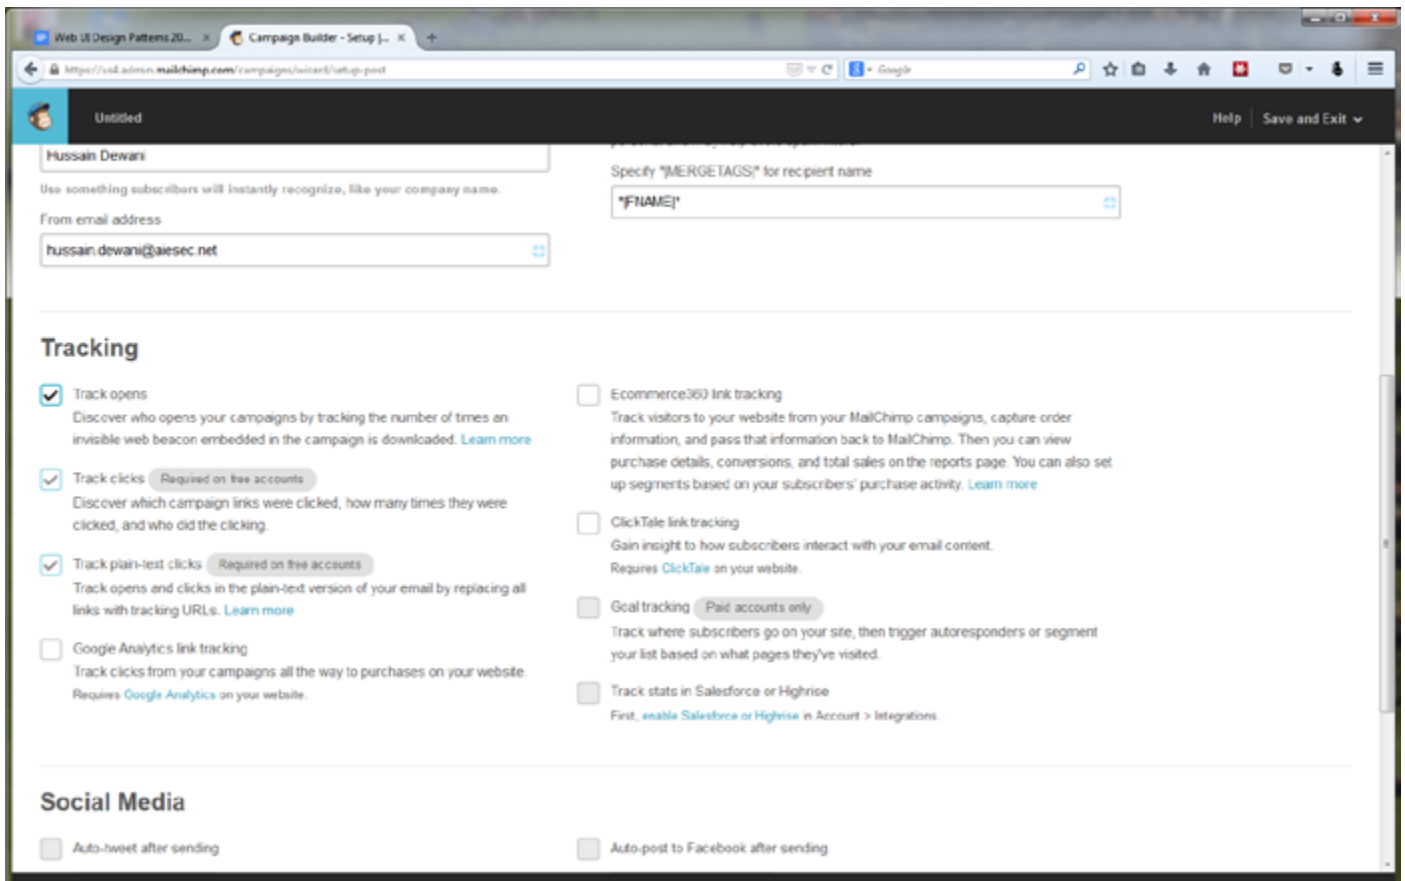 Web UI Design Patterns 20...
Campaign Builder - Setup |...
https://us4.admin.mailchimp.com/campaigns/wizard/setup-post
Google
Untitled
Help
Save and Exit
Hussain Dewani
Use something subscribers will instantly recognize, like your company name.
From email address
hussain.dewani@aiesec.net
Specify *|MERGETAGS|* for recipient name
*|FNAME|*
Tracking
Track opens
Discover who opens your campaigns by tracking the number of times an
invisible web beacon embedded in the campaign is downloaded. Learn more
Track clicks Required on free accounts
Discover which campaign links were clicked, how many times they were
clicked, and who did the clicking.
Track plain-text clicks Required on free accounts
Track opens and clicks in the plain-text version of your email by replacing all
links with tracking URLs. Learn more
Google Analytics link tracking
Track clicks from your campaigns all the way to purchases on your website.
Requires Google Analytics on your website.
Ecommerce360 link tracking
Track visitors to your website from your MailChimp campaigns, capture order
information, and pass that information back to MailChimp. Then you can view
purchase details, conversions, and total sales on the reports page. You can also set
up segments based on your subscribers' purchase activity. Learn more
ClickTale link tracking
Gain insight to how subscribers interact with your email content.
Requires ClickTale on your website.
Goal tracking Paid accounts only
Track where subscribers go on your site, then trigger autoresponders or segment
your list based on what pages they've visited.
Track stats in Salesforce or Highrise
First, enable Salesforce or Highrise in Account > Integrations.
Social Media
Auto-tweet after sending
Auto-post to Facebook after sending